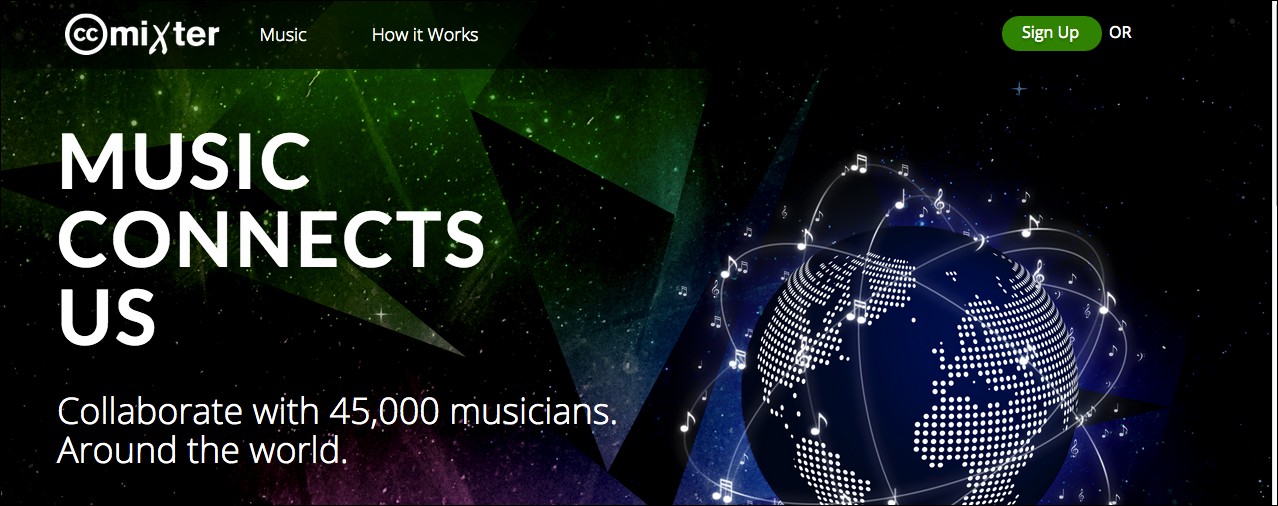 cc mixter
Music
How it Works
Sign Up
OR
MUSIC
CONNECTS
US
Collaborate with 45,000 musicians.
Around the world.